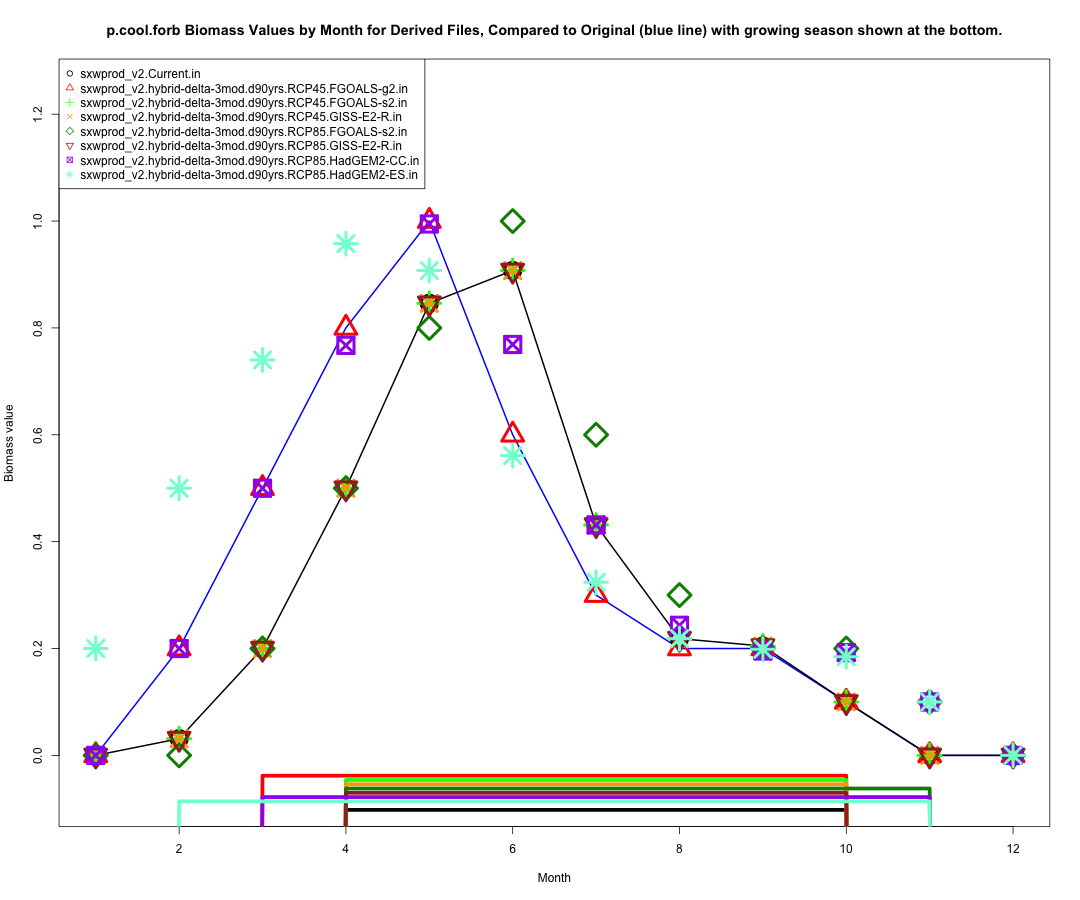 p.cool.forb Biomass Values by Month for Derived Files, Compared to Original (blue line) with growing season shown at the bottom.
sxwprod_v2.Current.in
sxwprod_v2.hybrid-delta-3mod.d90yrs.RCP45.FGOALS-g2.in
sxwprod_v2.hybrid-delta-3mod.d90yrs.RCP45.FGOALS-s2.in
sxwprod_v2.hybrid-delta-3mod.d90yrs.RCP45.GISS-E2-R.in
sxwprod_v2.hybrid-delta-3mod.d90yrs.RCP85.FGOALS-s2.in
sxwprod_v2.hybrid-delta-3mod.d90yrs.RCP85.GISS-E2-R.in
sxwprod_v2.hybrid-delta-3mod.d90yrs.RCP85.HadGEM2-CC.in
sxwprod_v2.hybrid-delta-3mod.d90yrs.RCP85.HadGEM2-ES.in
1.2
1.0
0.8
0.6
0.4
0.2
0.0
Biomass value
2 4 6 8 10 12
Month